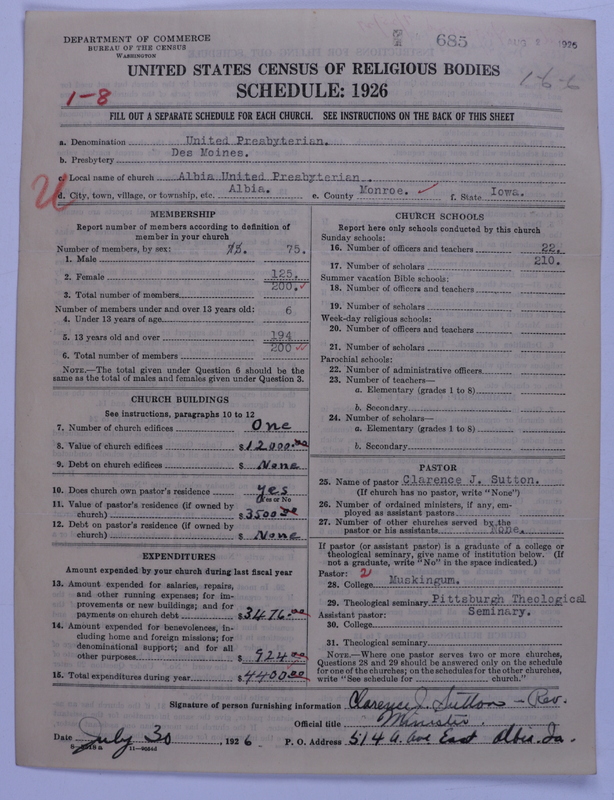 DEPARTMENT OF COMMERCE
BUREAU OF THE CENSUS
WASHINGTON
685
1926
1-6-6
UNITED STATES CENSUS OF RELIGIOUS BODIES
SCHEDULE: 1926
1-8
FILL OUT A SEPARATE SCHEDULE FOR EACH CHURCH. SEE INSTRUCTIONS ON THE BACK OF THIS SHEET
a. Denomination United Presbyterian.
b. Presbytery Des Moines.
c. Local name of church Albia United Presbyterian.
d. City, town, village, or township, etc. Albia. e. County Monroe. f. State Iowa.
MEMBERSHIP
Report number of members according to definition of
member in your church
Number of members, by sex: 75.
1. Male
2. Female 125.
3. Total number of members 200.
Number of members under and over 13 years old:
4. Under 13 years of age 6
5. 13 years old and over 194
6. Total number of members 200
NOTE.—The total given under Question 6 should be
same as the total of males and females given under Question 3.
CHURCH BUILDINGS
See instructions, paragraphs 10 to 12
7. Number of church edifices One
8. Value of church edifices $12000.00
9. Debt on church edifices $ None
10. Does church own pastor's residence yes
Yes or No
11. Value of pastor's residence (if owned by
church) $3500.00
12. Debt on pastor's residence (if owned by
church) $ None
EXPENDITURES
Amount expended by your church during last fiscal year
13. Amount expended for salaries, repairs,
and other running expenses; for im-
provements or new buildings; and for
payments on church debt $3476.00
14. Amount expended for benevolences, in-
cluding home and foreign missions; for
denominational support; and for all
other purposes $ 924.00
15. Total expenditures during year $4400.00
CHURCH SCHOOLS
Report here only schools conducted by this church
Sunday schools:
16. Number of officers and teachers 22.
17. Number of scholars 210.
Summer vacation Bible schools:
18. Number of officers and teachers
19. Number of scholars
Week-day religious schools:
20. Number of officers and teachers
21. Number of scholars
Parochial schools:
22. Number of administrative officers
23. Number of teachers—
a. Elementary (grades 1 to 8)
b. Secondary
24. Number of scholars—
a. Elementary (grades 1 to 8)
b. Secondary
PASTOR
25. Name of pastor Clarence J. Sutton.
(If church has no pastor, write "None")
26. Number of ordained ministers, if any, em-
ployed as assistant pastors
27. Number of other churches served by the
pastor or his assistants None.
If pastor (or assistant pastor) is a graduate of a college or
theological seminary, give name of institution below. (If
not a graduate, write "No" in the space indicated.)
Pastor: 2
28. College Muskingum.
29. Theological seminary Pittsburgh Theological
Assistant pastor: Seminary.
30. College
31. Theological seminary
NOTE.—Where one pastor serves two or more churches,
Questions 28 and 29 should be answered only on the schedule
for one of the churches; on the schedules for the other churches,
write "See schedule for church."
Signature of person furnishing information Clarence J. Sutton - Rev.
Official title Minister.
Date July 30, 1926 P. O. Address 514 A. Ave East Albia. Ia.